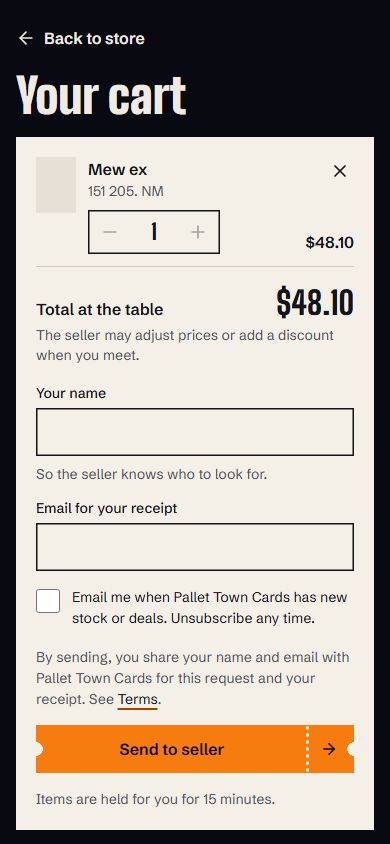 Back to store
Your cart
Mew ex
151 205. NM
1
$48.10
Total at the table
$48.10
The seller may adjust prices or add a discount
when you meet.
Your name
So the seller knows who to look for.
Email for your receipt
Email me when Pallet Town Cards has new
stock or deals. Unsubscribe any time.
By sending, you share your name and email with
Pallet Town Cards for this request and your
receipt. See Terms.
Send to seller
Items are held for you for 15 minutes.